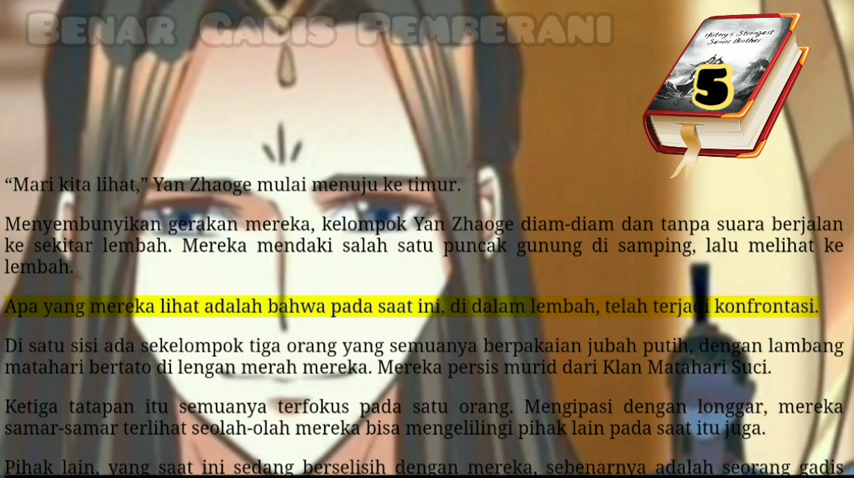 Benar Gadis Pemberani
History's Strongest
Senior Brother
5
“Mari kita lihat,” Yan Zhaoge mulai menuju ke timur.
Menyembunyikan gerakan mereka, kelompok Yan Zhaoge diam-diam dan tanpa suara berjalan
ke sekitar lembah. Mereka mendaki salah satu puncak gunung di samping, lalu melihat ke
lembah.
Apa yang mereka lihat adalah bahwa pada saat ini, di dalam lembah, telah terjadi konfrontasi.
Di satu sisi ada sekelompok tiga orang yang semuanya berpakaian jubah putih, dengan lambang
matahari bertato di lengan merah mereka. Mereka persis murid dari Klan Matahari Suci.
Ketiga tatapan itu semuanya terfokus pada satu orang. Mengipasi dengan longgar, mereka
samar-samar terlihat seolah-olah mereka bisa mengelilingi pihak lain pada saat itu juga.
Pihak lain, yang saat ini sedang berselisih dengan mereka, sebenarnya adalah seorang gadis